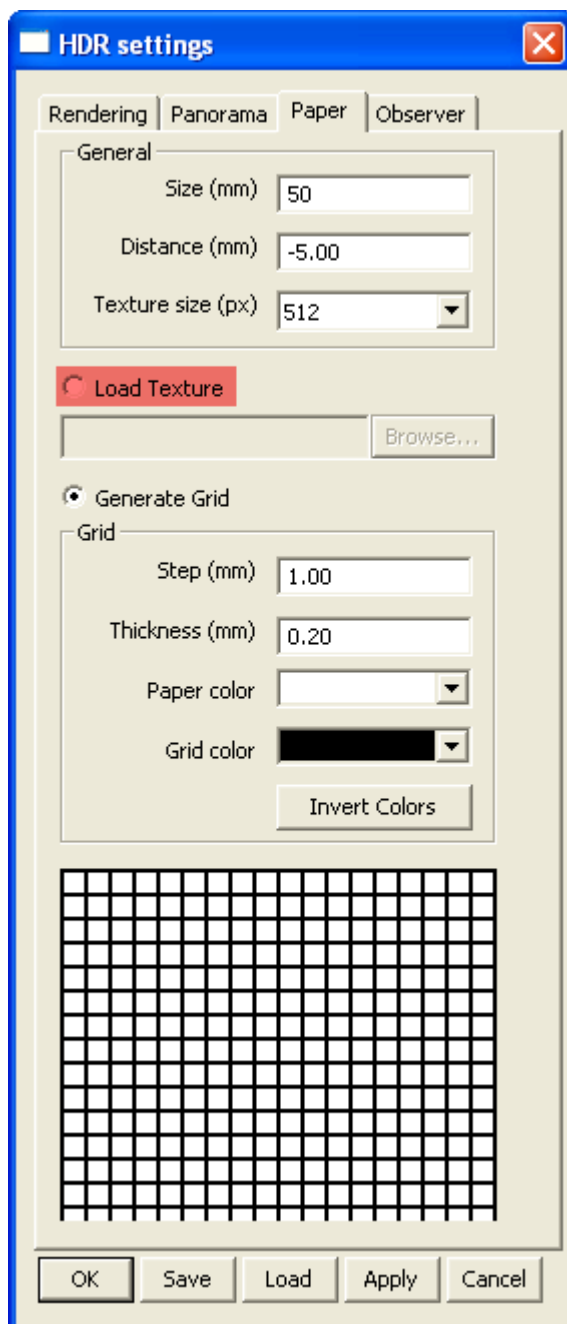 HDR settings
Rendering Panorama Paper Observer
General
Size (mm) 50
Distance (mm) -5.00
Texture size (px) 512
Load Texture
Browse...
Generate Grid
Grid
Step (mm) 1.00
Thickness (mm) 0.20
Paper color
Grid color
Invert Colors
OK Save Load Apply Cancel